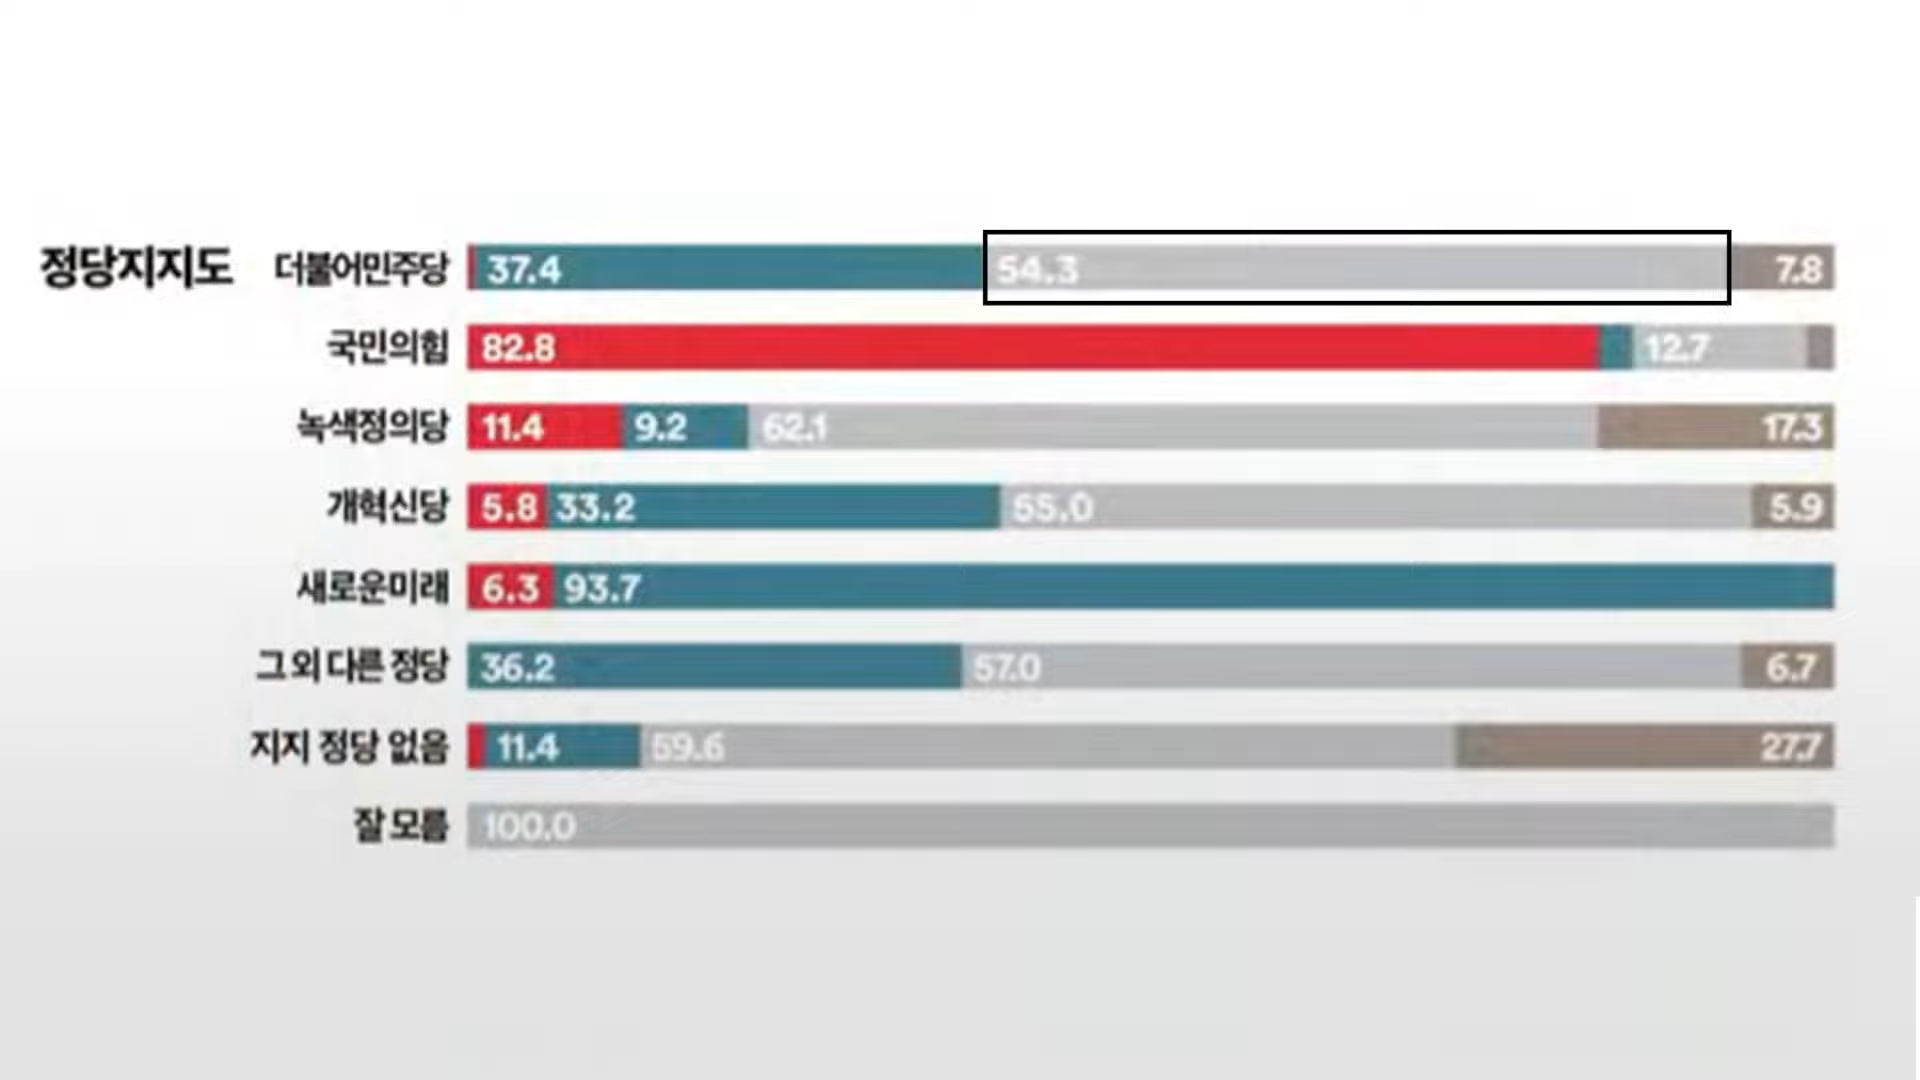 정당지지도 더불어민주당 37.4 54.3 7.8
국민의힘 82.8 12.7
녹색정의당 11.4 9.2 62.1 17.3
개혁신당 5.8 33.2 55.0 5.9
새로운미래 6.3 93.7
그외 다른 정당 36.2 57.0 6.7
지지 정당 없음 11.4 59.6 27.7
잘 모름 100.0